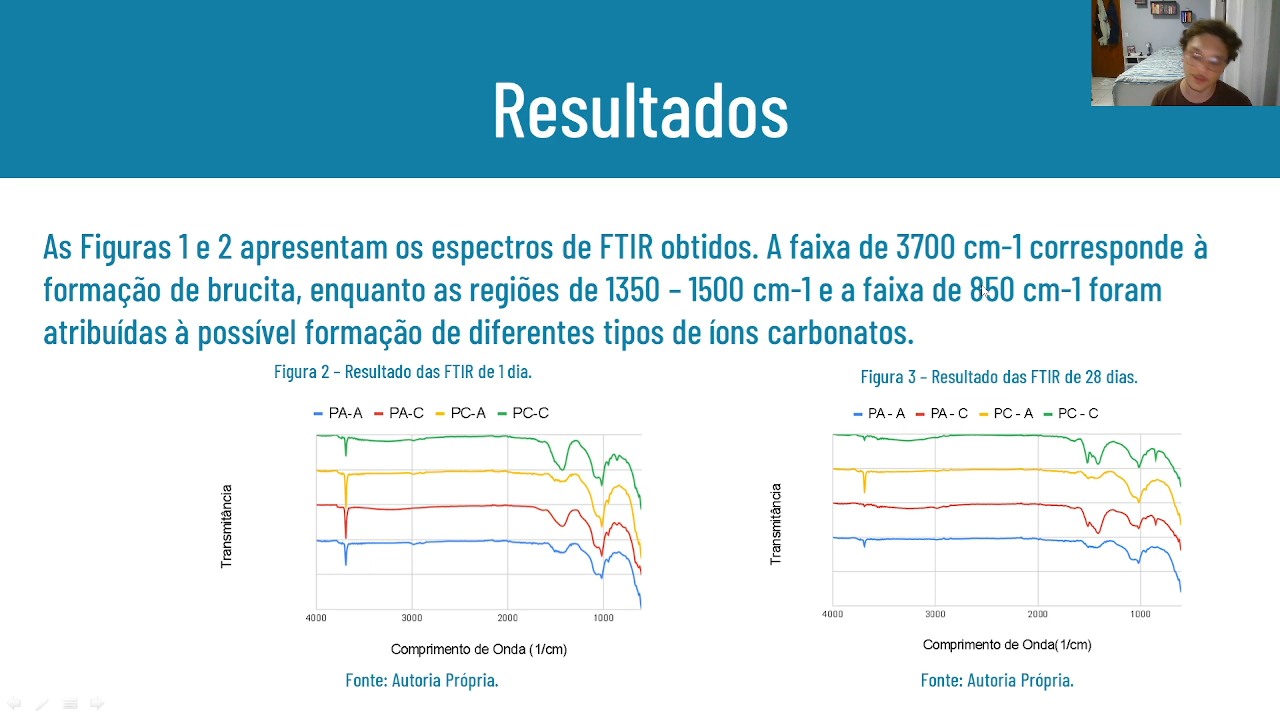 Resultados
As Figuras 1 e 2 apresentam os espectros de FTIR obtidos. A faixa de 3700 cm-1 corresponde à
formação de brucita, enquanto as regiões de 1350 – 1500 cm-1 e a faixa de 850 cm-1 foram
atribuídas à possível formação de diferentes tipos de íons carbonatos.
Figura 2 – Resultado das FTIR de 1 dia.
PA-A PA-C PC-A PC-C
Transmitância
4000 3000 2000 1000
Comprimento de Onda (1/cm)
Fonte: Autoria Própria.
Figura 3 – Resultado das FTIR de 28 dias.
PA - A PA - C PC - A PC - C
Transmitância
4000 3000 2000 1000
Comprimento de Onda(1/cm)
Fonte: Autoria Própria.